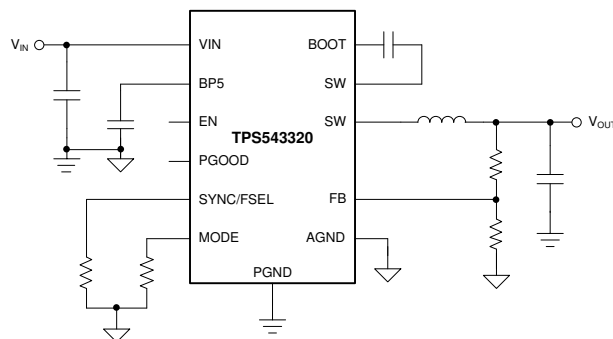 VIN
VIN
BOOT
BP5
SW
EN
SW
TPS543320
VOUT
PGOOD
SYNC/FSEL
FB
MODE
AGND
PGND